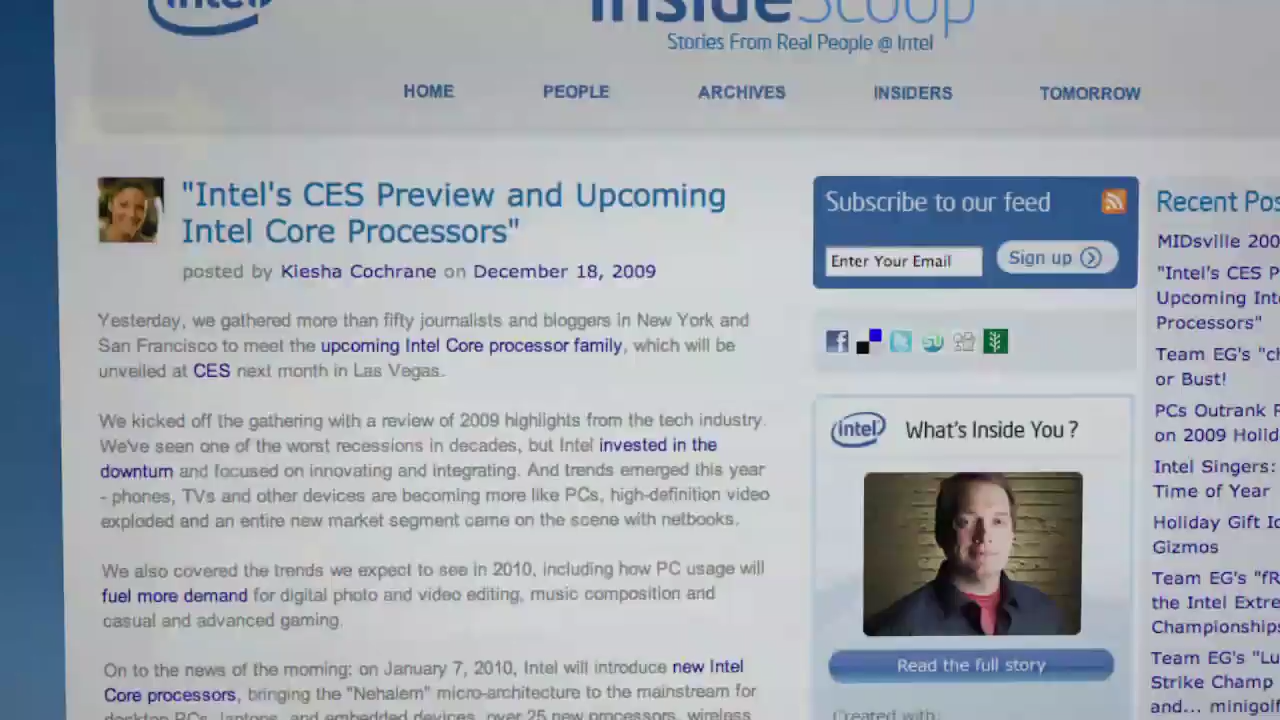 intel
InsideScoop
Stories From Real People @ Intel
HOME PEOPLE ARCHIVES INSIDERS TOMORROW
"Intel's CES Preview and Upcoming
Intel Core Processors"
posted by Kiesha Cochrane on December 18, 2009
Yesterday, we gathered more than fifty journalists and bloggers in New York and
San Francisco to meet the upcoming Intel Core processor family, which will be
unveiled at CES next month in Las Vegas.
We kicked off the gathering with a review of 2009 highlights from the tech industry.
We've seen one of the worst recessions in decades, but Intel invested in the
downturn and focused on innovating and integrating. And trends emerged this year
- phones, TVs and other devices are becoming more like PCs, high-definition video
exploded and an entire new market segment came on the scene with netbooks.
We also covered the trends we expect to see in 2010, including how PC usage will
fuel more demand for digital photo and video editing, music composition and
casual and advanced gaming.
On to the news of the morning: on January 7, 2010, Intel will introduce new Intel
Core processors, bringing the "Nehalem" micro-architecture to the mainstream for
desktop PCs, laptops, and embedded devices, over 25 new processors, wireless
Subscribe to our feed
Enter Your Email
Sign up
f
su
intel
What's Inside You?
Read the full story
Created with
Recent Pos
MIDsville 200
"Intel's CES P
Upcoming Int
Processors"
Team EG's "ch
or Bust!
PCs Outrank
on 2009 Holid
Intel Singers:
Time of Year
Holiday Gift Id
Gizmos
Team EG's "fR
the Intel Extre
Championships
Team EG's "Lu
Strike Champ
and... minigolf